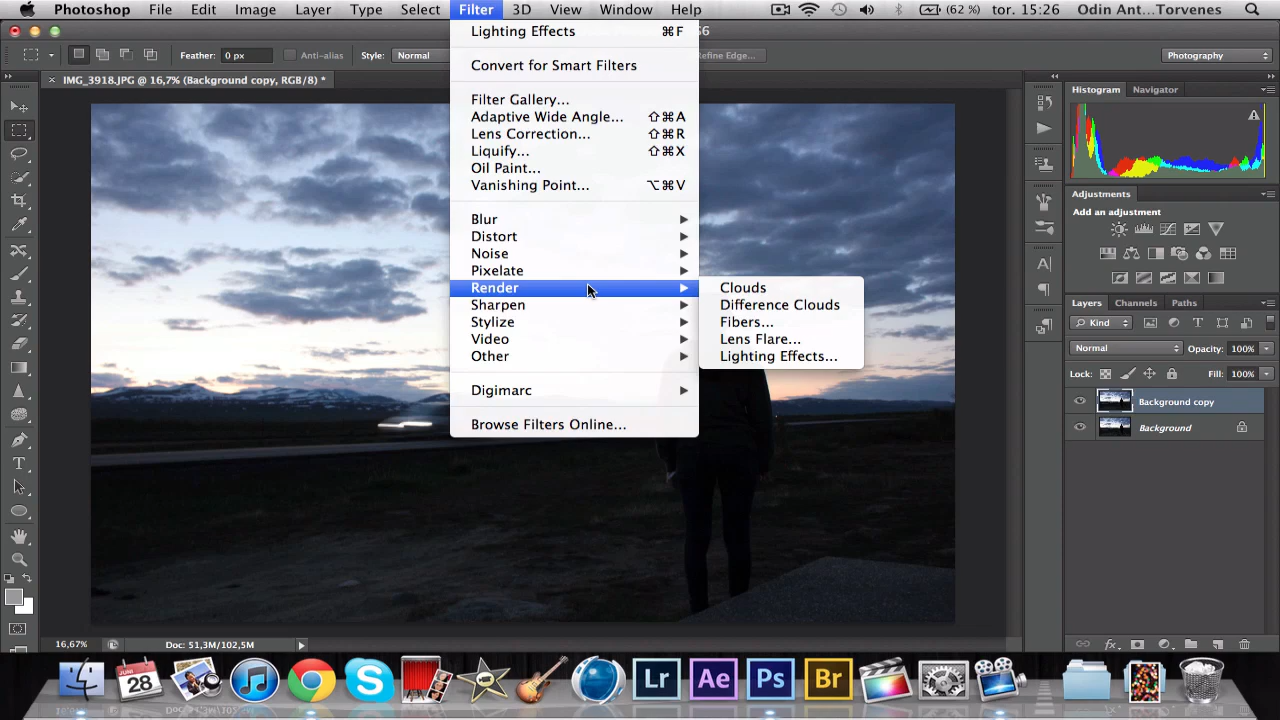 Photoshop File Edit Image Layer Type Select Filter 3D View Window Help (62 %) tor. 15:26 Odin Ant...Torvenes
Feather: 0 px Anti-alias Style: Normal Refine Edge... Photography
IMG_3918.JPG @ 16,7% (Background copy, RGB/8) *
Lighting Effects ⌘F
Convert for Smart Filters
Filter Gallery...
Adaptive Wide Angle... ⇧⌘A
Lens Correction... ⇧⌘R
Liquify... ⇧⌘X
Oil Paint...
Vanishing Point... ⌥⌘V
Blur
Distort
Noise
Pixelate
Render
Sharpen
Stylize
Video
Other
Digimarc
Browse Filters Online...
Clouds
Difference Clouds
Fibers...
Lens Flare...
Lighting Effects...
Histogram Navigator
Adjustments
Add an adjustment
Layers Channels Paths
Kind
Normal Opacity: 100%
Lock: Fill: 100%
Background copy
Background
16,67% Doc: 51,3M/102,5M
28
Lr Ae Ps Br